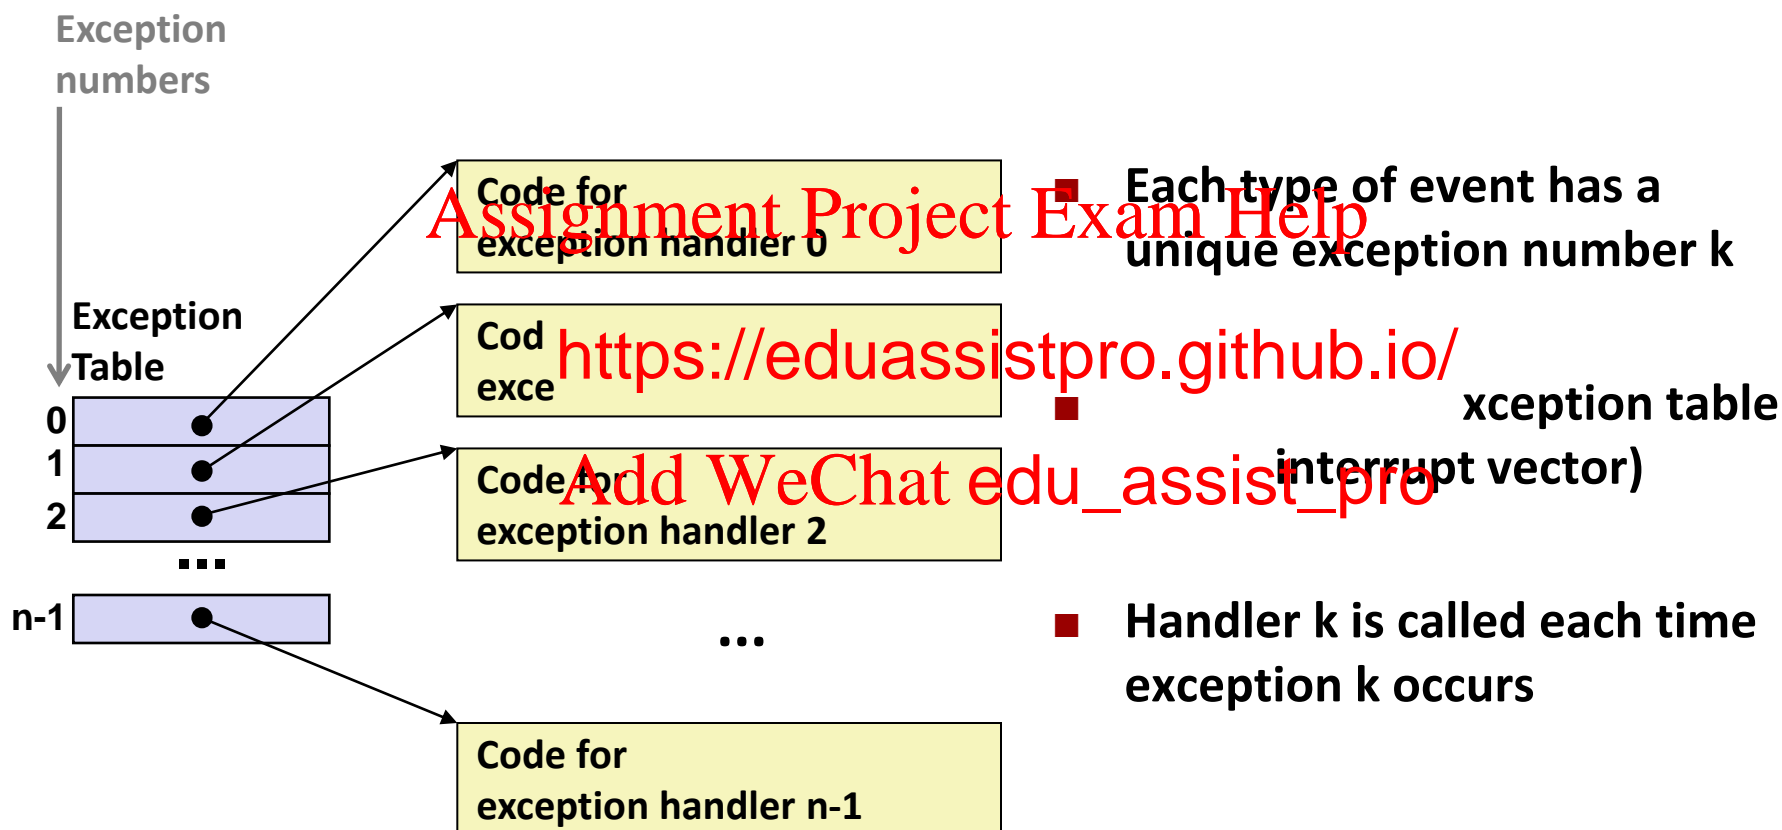 Exception
numbers
Exception
Table
0
1
2
...
n-1
Code for
exception handler 0
Cod
exce
Code for
exception handler 2
...
Code for
exception handler n-1
■ Each type of event has a
unique exception number k
■ xception table
interrupt vector)
■ Handler k is called each time
exception k occurs
Assignment Project Exam Help
https://eduassistpro.github.io/
Add WeChat edu_assist_pro